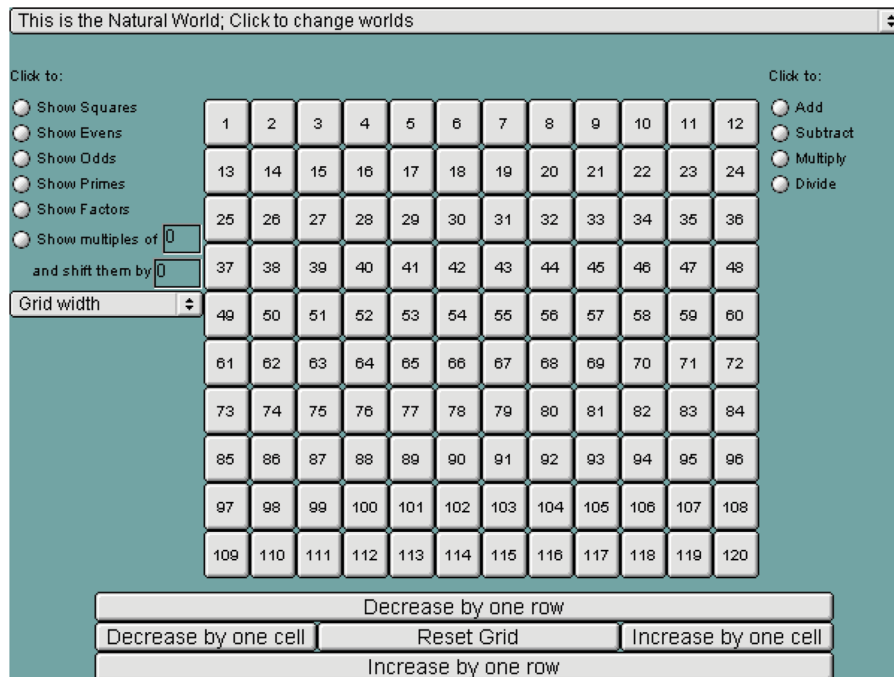 This is the Natural World; Click to change worlds
Click to:
Show Squares
Show Evens
Show Odds
Show Primes
Show Factors
Show multiples of 0
and shift them by 0
Grid width
1 2 3 4 5 6 7 8 9 10 11 12
13 14 15 16 17 18 19 20 21 22 23 24
25 26 27 28 29 30 31 32 33 34 35 36
37 38 39 40 41 42 43 44 45 46 47 48
49 50 51 52 53 54 55 56 57 58 59 60
61 62 63 64 65 66 67 68 69 70 71 72
73 74 75 76 77 78 79 80 81 82 83 84
85 86 87 88 89 90 91 92 93 94 95 96
97 98 99 100 101 102 103 104 105 106 107 108
109 110 111 112 113 114 115 116 117 118 119 120
Click to:
Add
Subtract
Multiply
Divide
Decrease by one row
Decrease by one cell Reset Grid Increase by one cell
Increase by one row